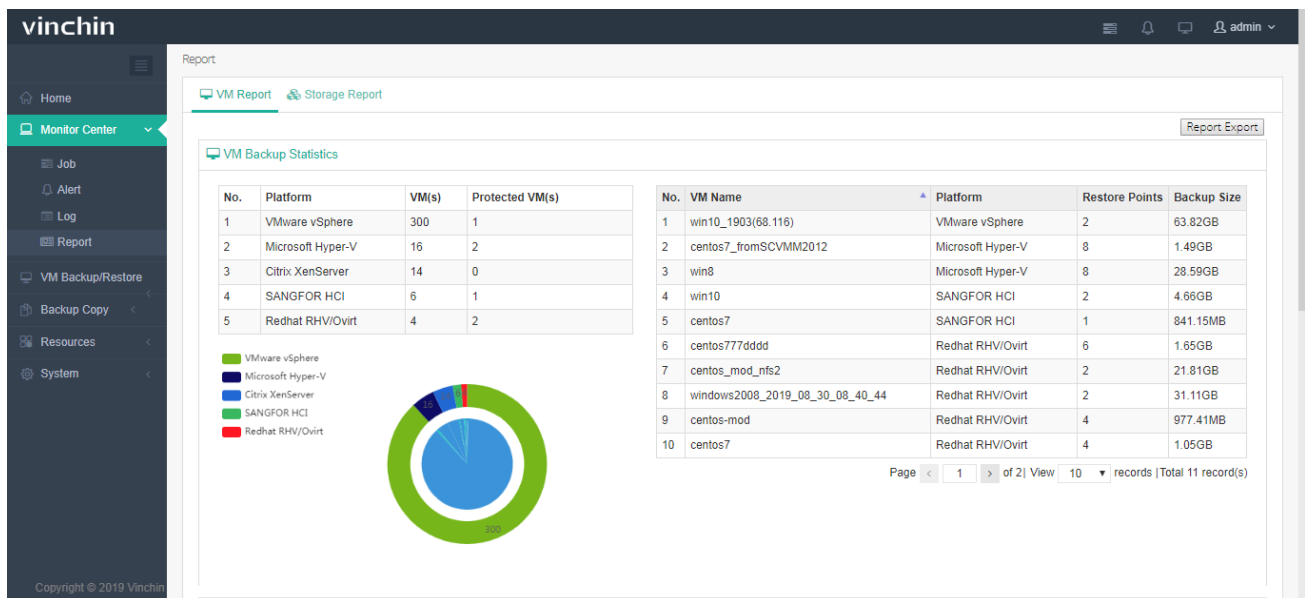 vinchin
admin
Home
Monitor Center
Job
Alert
Log
Report
VM Backup/Restore
Backup Copy
Resources
System
Copyright © 2019 Vinchin
Report
VM Report Storage Report
Report Export
VM Backup Statistics
No. Platform VM(s) Protected VM(s)
1 VMware vSphere 300 1
2 Microsoft Hyper-V 16 2
3 Citrix XenServer 14 0
4 SANGFOR HCI 6 1
5 Redhat RHV/Ovirt 4 2
VMware vSphere
Microsoft Hyper-V
Citrix XenServer
SANGFOR HCI
Redhat RHV/Ovirt
16
6
300
No. VM Name Platform Restore Points Backup Size
1 win10_1903(68.116) VMware vSphere 2 63.82GB
2 centos7_fromSCVMM2012 Microsoft Hyper-V 8 1.49GB
3 win8 Microsoft Hyper-V 8 28.59GB
4 win10 SANGFOR HCI 2 4.66GB
5 centos7 SANGFOR HCI 1 841.15MB
6 centos777dddd Redhat RHV/Ovirt 6 1.65GB
7 centos_mod_nfs2 Redhat RHV/Ovirt 2 21.81GB
8 windows2008_2019_08_30_08_40_44 Redhat RHV/Ovirt 2 31.11GB
9 centos-mod Redhat RHV/Ovirt 4 977.41MB
10 centos7 Redhat RHV/Ovirt 4 1.05GB
Page < 1 > of 2| View 10 records |Total 11 record(s)